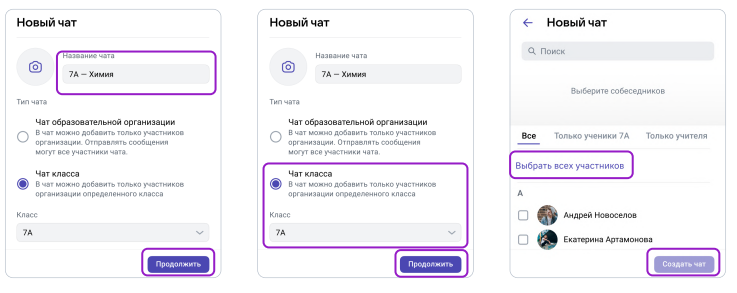 Новый чат
Название чата
7А — Химия
Тип чата
Чат образовательной организации
В чат можно добавить только участников
организации. Отправлять сообщения
могут все участники чата.
Чат класса
В чат можно добавить только участников
организации определенного класса
Класс
7А
Продолжить
Новый чат
Название чата
7А — Химия
Тип чата
Чат образовательной организации
В чат можно добавить только участников
организации. Отправлять сообщения
могут все участники чата.
Чат класса
В чат можно добавить только участников
организации определенного класса
Класс
7А
Продолжить
Новый чат
Поиск
Выберите собеседников
Все Только ученики 7А Только учителя
Выбрать всех участников
А
Андрей Новоселов
Екатерина Артамонова
Создать чат